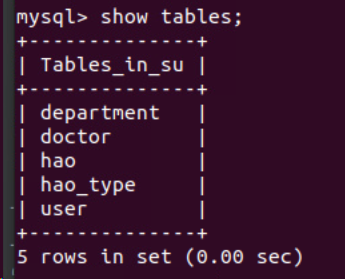 mysql> show tables;
+--------------+
| Tables_in_su |
+--------------+
| department   |
| doctor       |
| hao          |
| hao_type     |
| user         |
+--------------+
5 rows in set (0.00 sec)